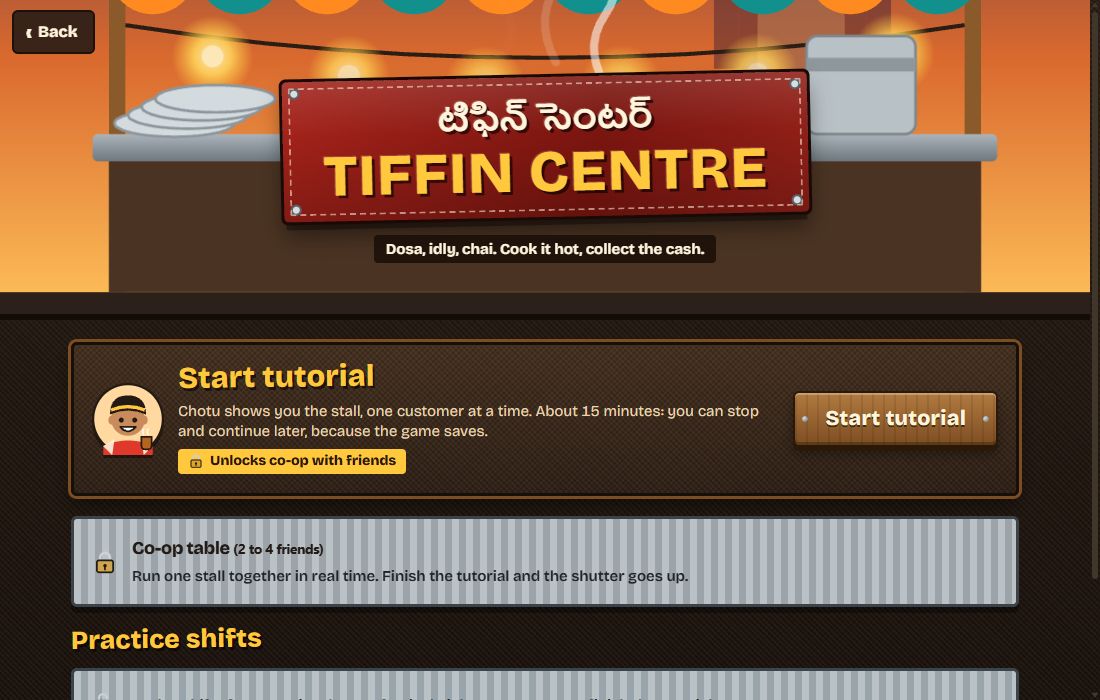 Back
టిఫిన్ సెంటర్
TIFFIN CENTRE
Dosa, idly, chai. Cook it hot, collect the cash.
Start tutorial
Chotu shows you the stall, one customer at a time. About 15 minutes: you can stop
and continue later, because the game saves.
Start tutorial
Unlocks co-op with friends
Co-op table (2 to 4 friends)
Run one stall together in real time. Finish the tutorial and the shutter goes up.
Practice shifts